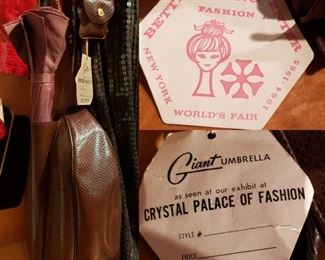 FASHION
NEW YORK
WORLD'S FAIR
1964-1965
Giant UMBRELLA
as seen at our exhibit at
CRYSTAL PALACE OF FASHION
STYLE #
PRICE